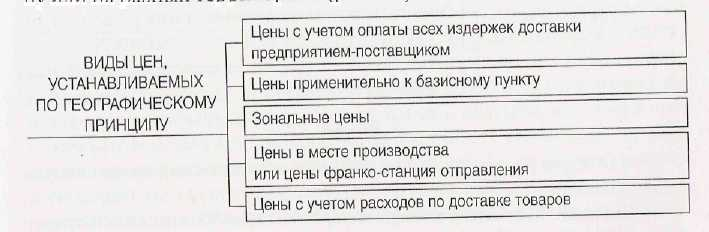 ВИДЫ ЦЕН,
УСТАНАВЛИВАЕМЫХ
ПО ГЕОГРАФИЧЕСКОМУ
ПРИНЦИПУ
Цены с учетом оплаты всех издержек доставки
предприятием-поставщиком
Цены применительно к базисному пункту
Зональные цены
Цены в месте производства
или цены франко-станция отправления
Цены с учетом расходов по доставке товаров